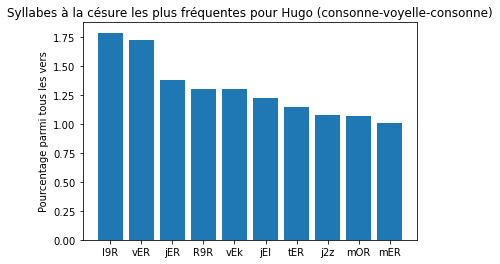 Syllabes à la césure les plus fréquentes pour Hugo (consonne-voyelle-consonne)
Pourcentage parmi tous les vers
1.75
1.50
1.25
1.00
0.75
0.50
0.25
0.00
l9R vER jER R9R vEk jEl tER j2z mOR mER